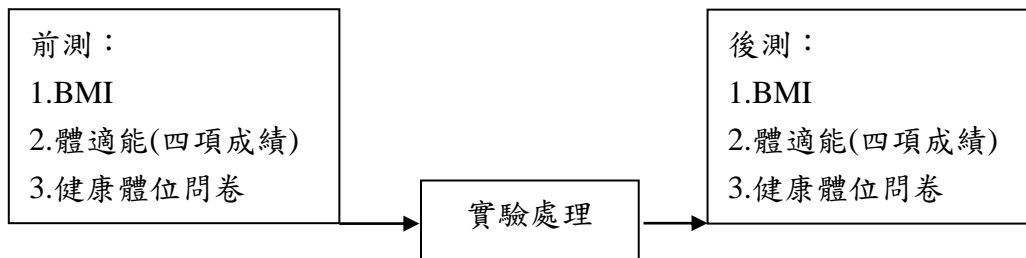 前測：
1.BMI
2.體適能(四項成績)
3.健康體位問卷
實驗處理
後測：
1.BMI
2.體適能(四項成績)
3.健康體位問卷